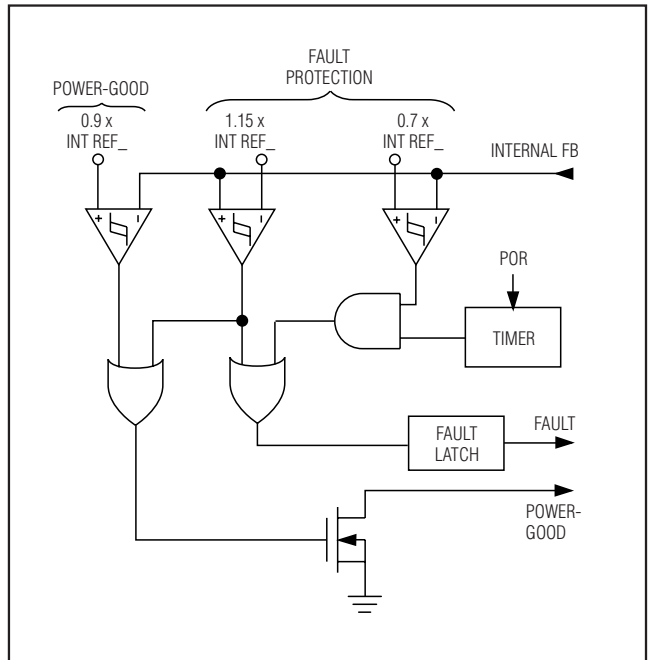 FAULT
PROTECTION
POWER-GOOD
0.9 x
INT REF_
1.15 x
INT REF_
0.7 x
INT REF_
INTERNAL FB
+ -
+ -
+ -
POR
TIMER
FAULT
LATCH
FAULT
POWER-
GOOD